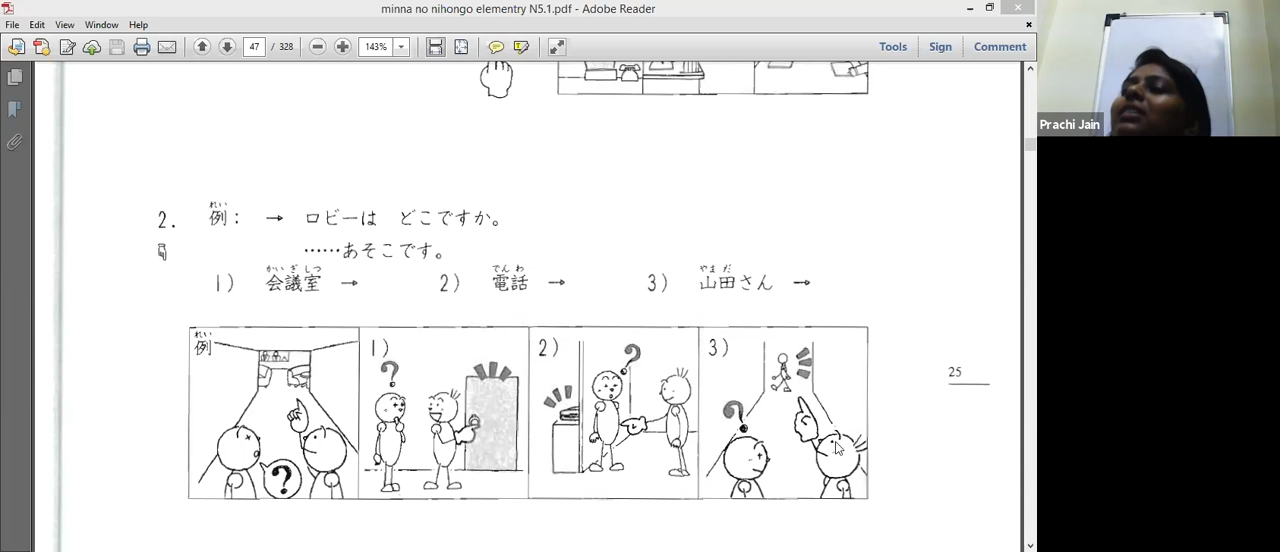 minna no nihongo elementry N5.1.pdf - Adobe Reader
File Edit View Window Help
47 / 328 143% Tools Sign Comment
Prachi Jain
れい
2. 例： → ロビーは どこですか。
……あそこです。
かい ぎ しつ でん わ やま だ
1) 会議室 → 2) 電話 → 3) 山田さん →
れい
例 1) 2) 3)
?
? ? ?
25